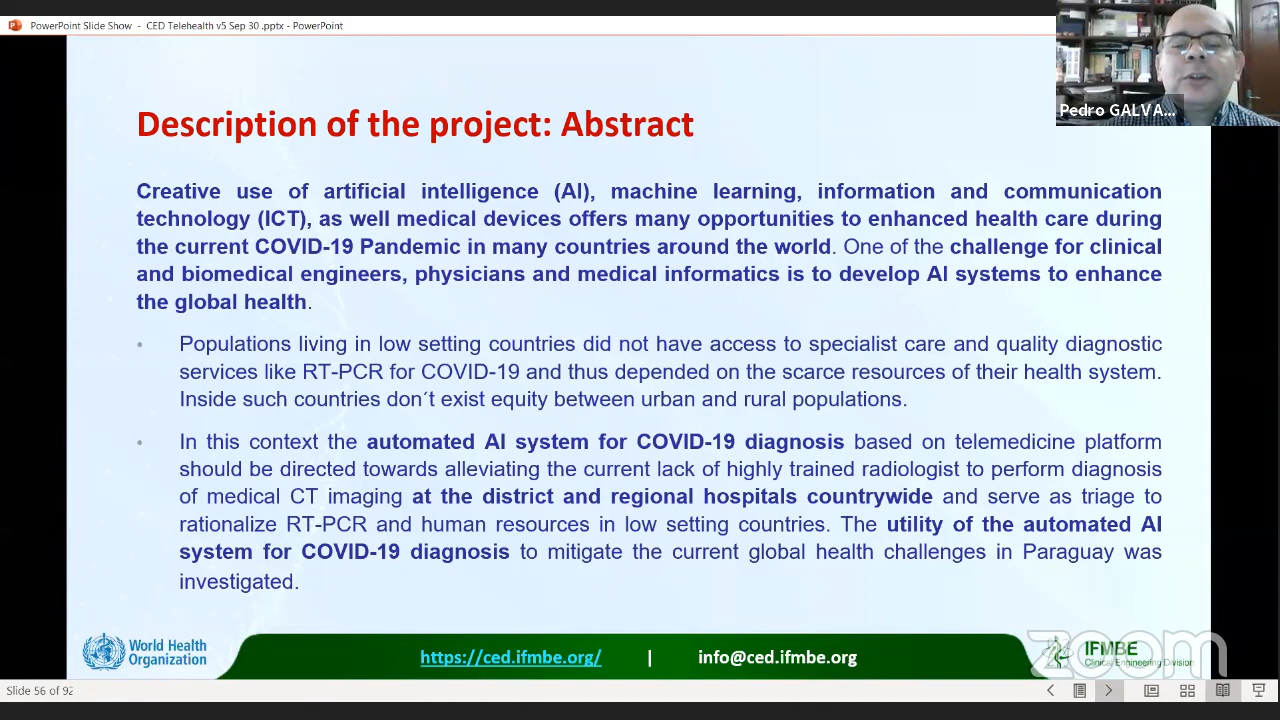 PowerPoint Slide Show - CED Telehealth v5 Sep 30 .pptx - PowerPoint
Pedro GALVA...
Description of the project: Abstract
Creative use of artificial intelligence (AI), machine learning, information and communication
technology (ICT), as well medical devices offers many opportunities to enhanced health care during
the current COVID-19 Pandemic in many countries around the world. One of the challenge for clinical
and biomedical engineers, physicians and medical informatics is to develop AI systems to enhance
the global health.
• Populations living in low setting countries did not have access to specialist care and quality diagnostic
services like RT-PCR for COVID-19 and thus depended on the scarce resources of their health system.
Inside such countries don´t exist equity between urban and rural populations.
• In this context the automated AI system for COVID-19 diagnosis based on telemedicine platform
should be directed towards alleviating the current lack of highly trained radiologist to perform diagnosis
of medical CT imaging at the district and regional hospitals countrywide and serve as triage to
rationalize RT-PCR and human resources in low setting countries. The utility of the automated AI
system for COVID-19 diagnosis to mitigate the current global health challenges in Paraguay was
investigated.
World Health
Organization
https://ced.ifmbe.org/ | info@ced.ifmbe.org
zoom
IFMBE
Clinical Engineering Division
Slide 56 of 92